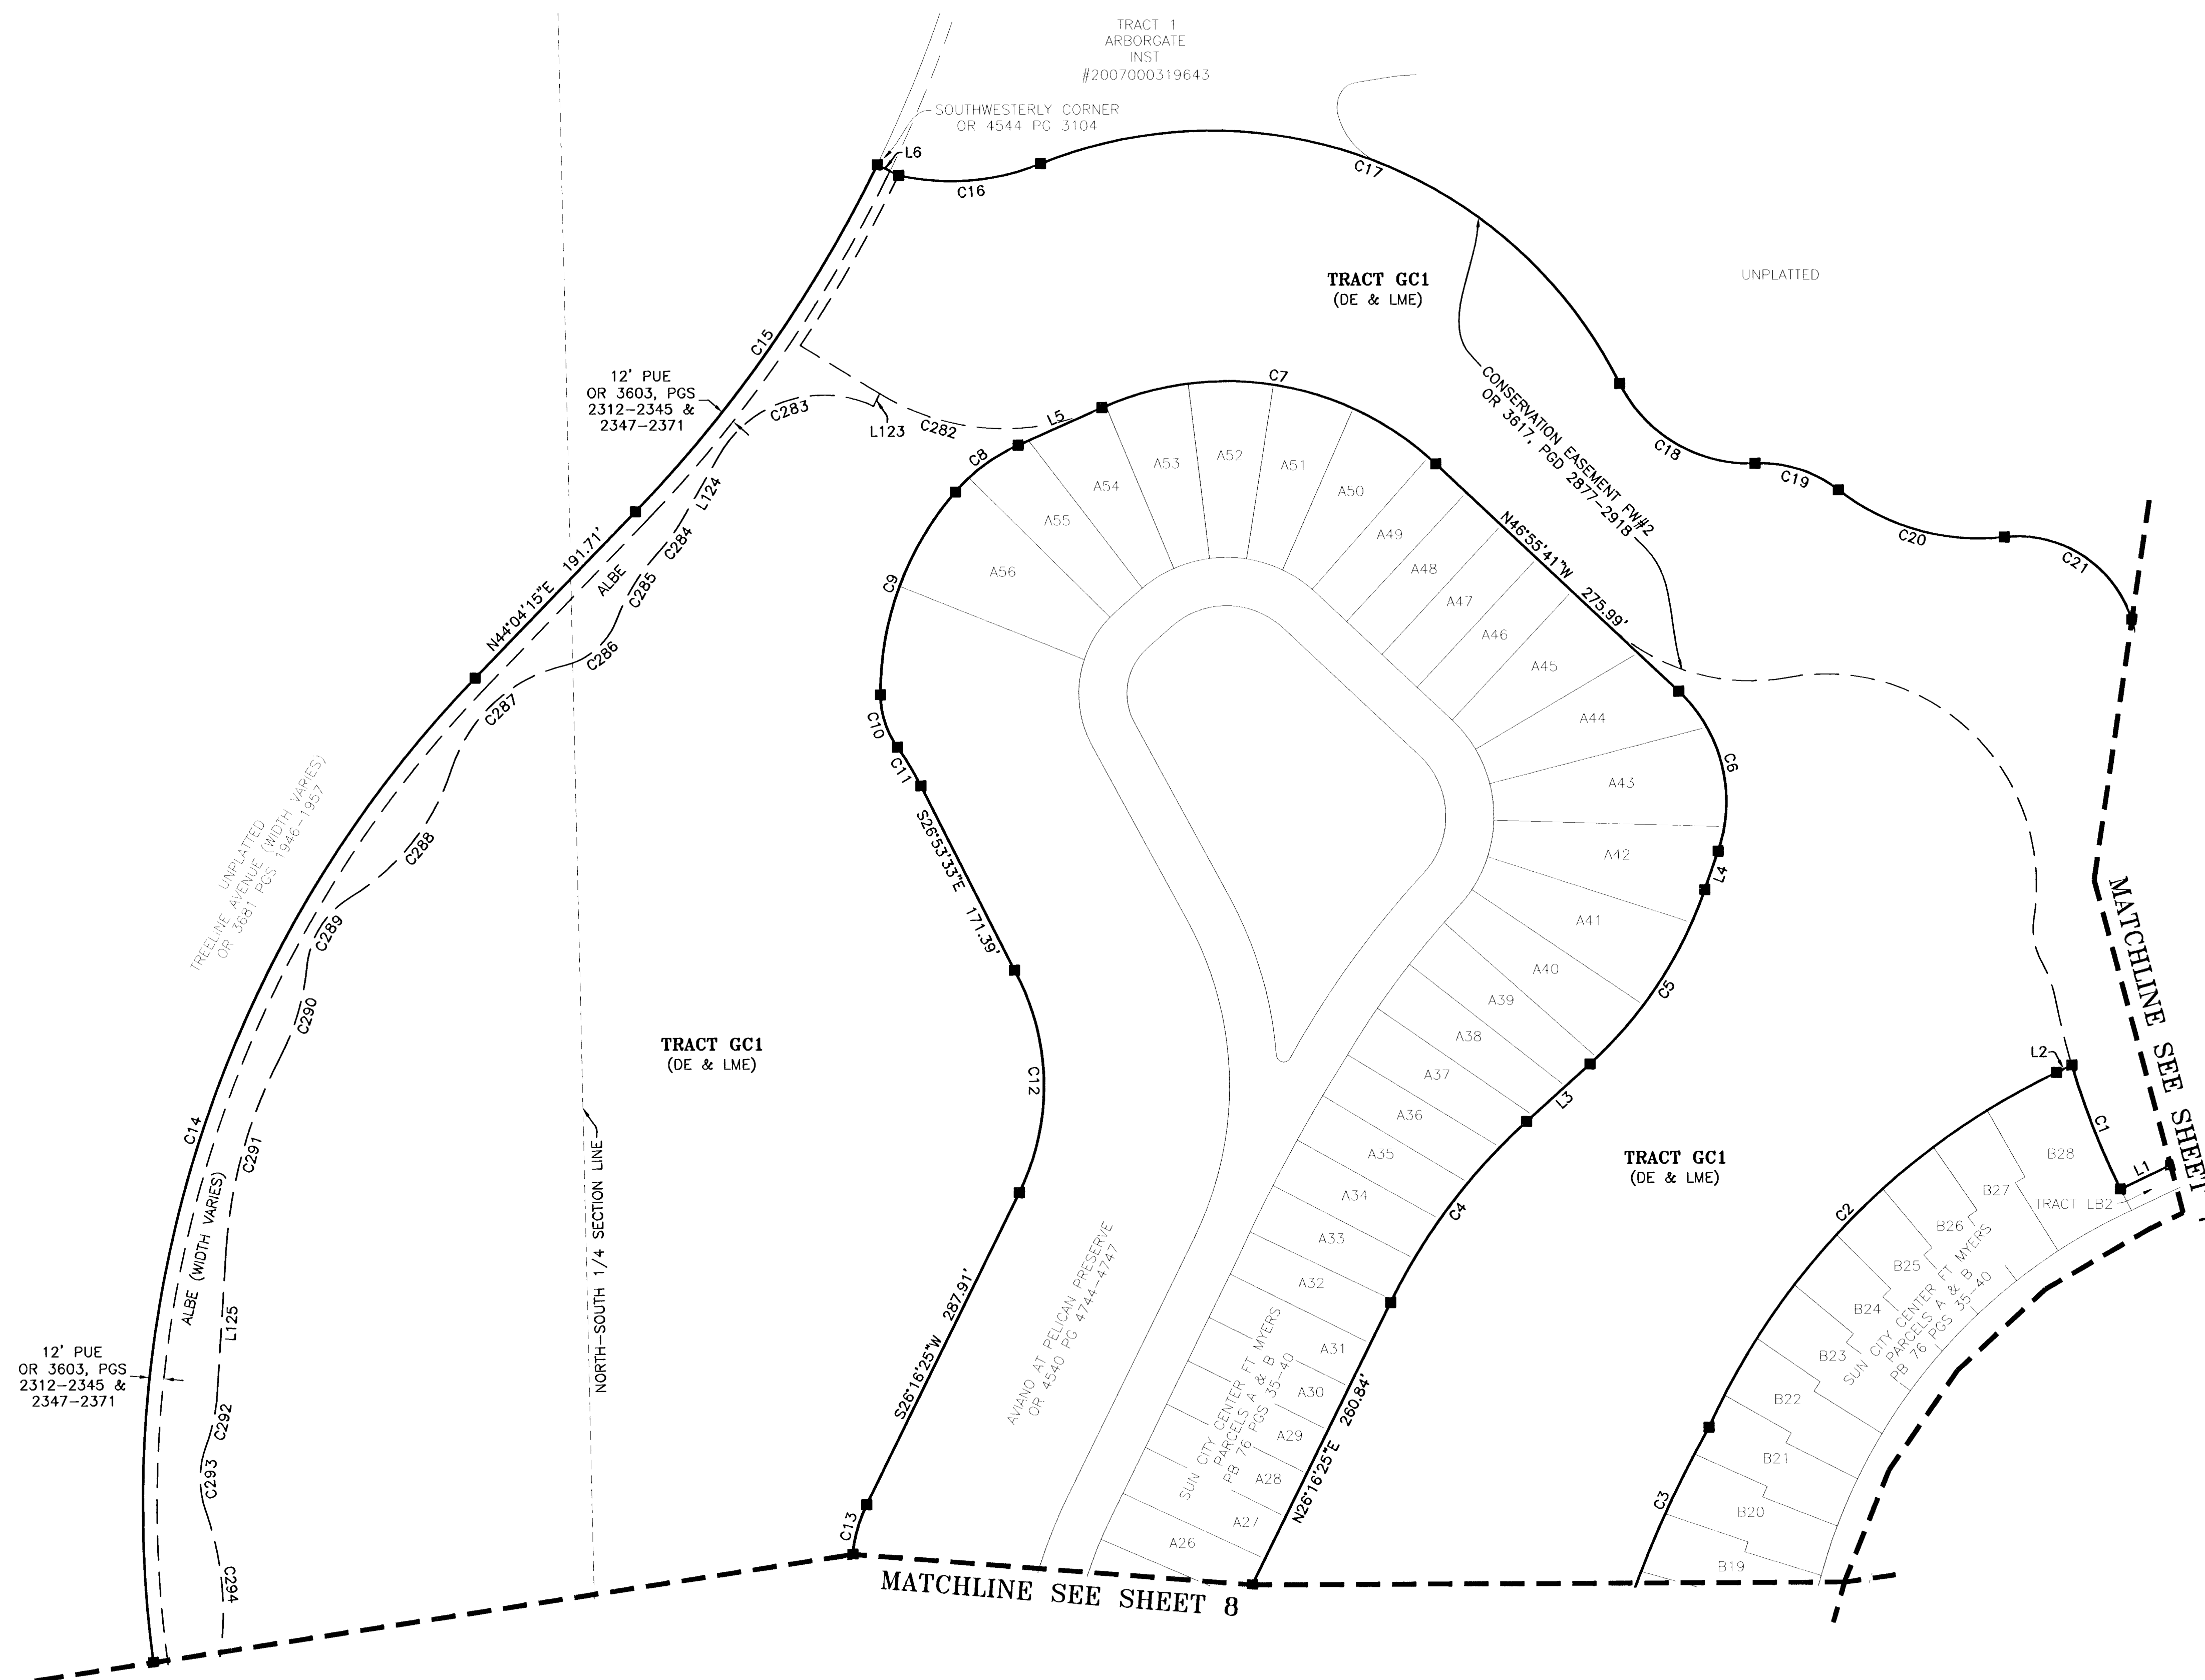 TRACT 1
ARBORGATE
INST
#2007000319643
SOUTHWESTERLY CORNER
OR 4544 PG 3104
L6
C16
C17
UNPLATTED
TRACT GC1
(DE & LME)
CONSERVATION EASEMENT FW#2
OR 3617, PGD 2877-2918
C15
12' PUE
OR 3603, PGS
2312-2345 &
2347-2371
C283
L123
C282
L5
C7
C8
C9
C18
C19
C20
C21
L124
C284
C285
C286
C287
C288
C289
C290
C291
L125
C292
C293
C294
ALBE
N44°04'15"E 191.71'
A56
A55
A54
A53
A52
A51
A50
A49
A48
A47
A46
A45
A44
A43
A42
A41
A40
A39
A38
A37
A36
A35
A34
A33
A32
A31
A30
A29
A28
A27
A26
N46°55'41"W 275.99'
C6
L4
C5
L3
C4
N26°16'25"E 260.84'
C10
C11
S26°53'33"E 171.39'
C12
S26°16'25"W 287.91'
C13
UNPLATTED
TREELINE AVENUE (WIDTH VARIES)
OR 3681 PGS 1946-1957
C14
ALBE (WIDTH VARIES)
12' PUE
OR 3603, PGS
2312-2345 &
2347-2371
NORTH-SOUTH 1/4 SECTION LINE
TRACT GC1
(DE & LME)
AVIANO AT PELICAN PRESERVE
OR 4540 PG 4744-4747
SUN CITY CENTER FT MYERS
PARCELS A & B
PB 76 PGS 35-40
TRACT GC1
(DE & LME)
L2
C1
L1
TRACT LB2
C2
C3
B28
B27
B26
B25
B24
B23
B22
B21
B20
B19
SUN CITY CENTER FT MYERS
PARCELS A & B
PB 76 PGS 35-40
MATCHLINE SEE SHEET
MATCHLINE SEE SHEET 8